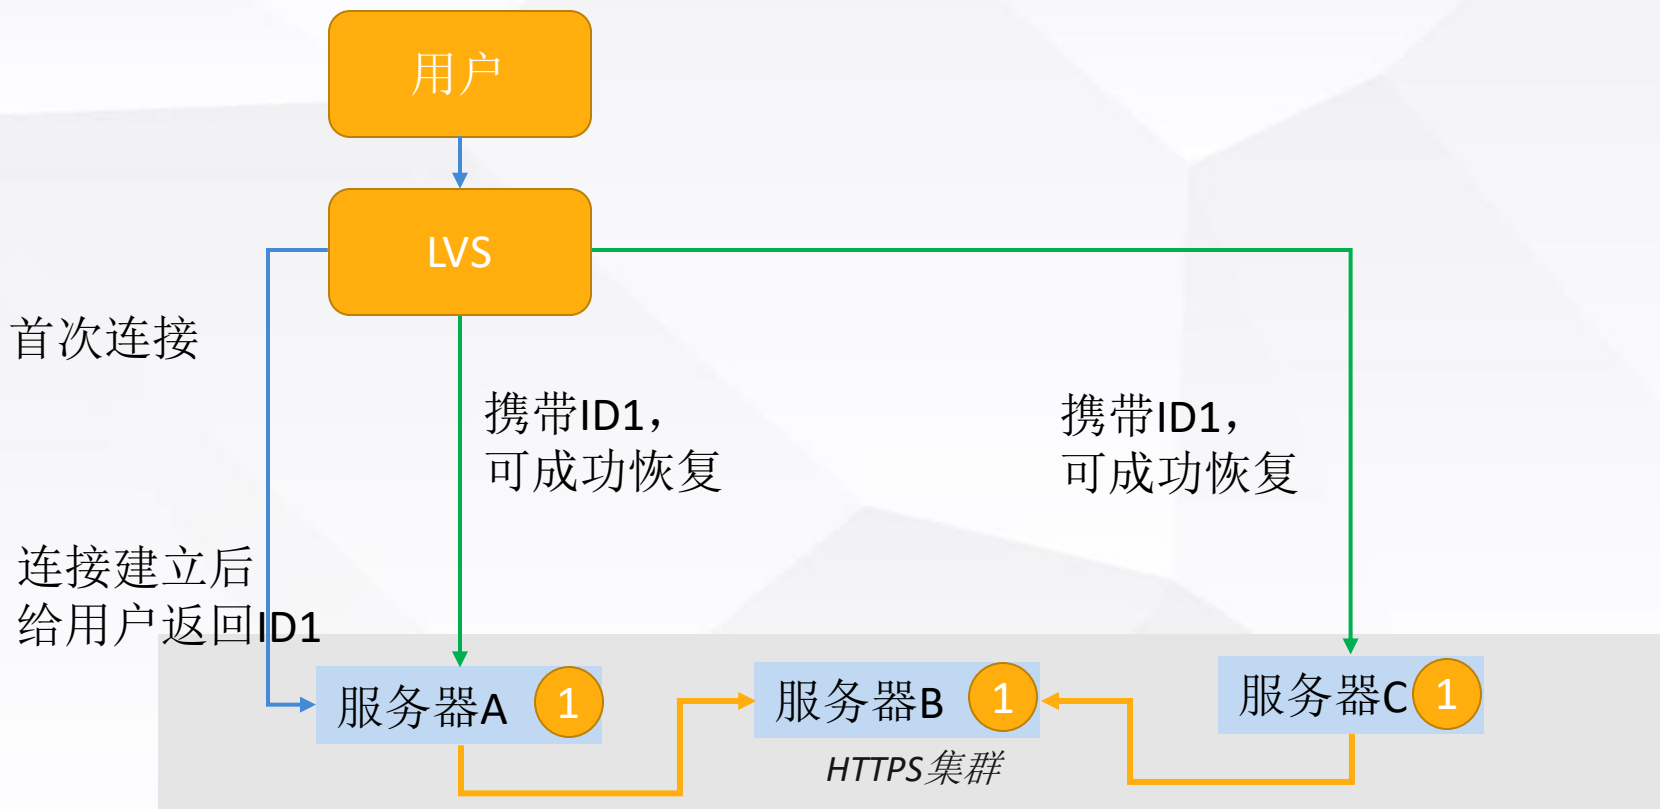 用户
LVS
首次连接
携带ID1，
可成功恢复
携带ID1，
可成功恢复
连接建立后
给用户返回ID1
服务器A 1
服务器B 1
服务器C 1
HTTPS集群